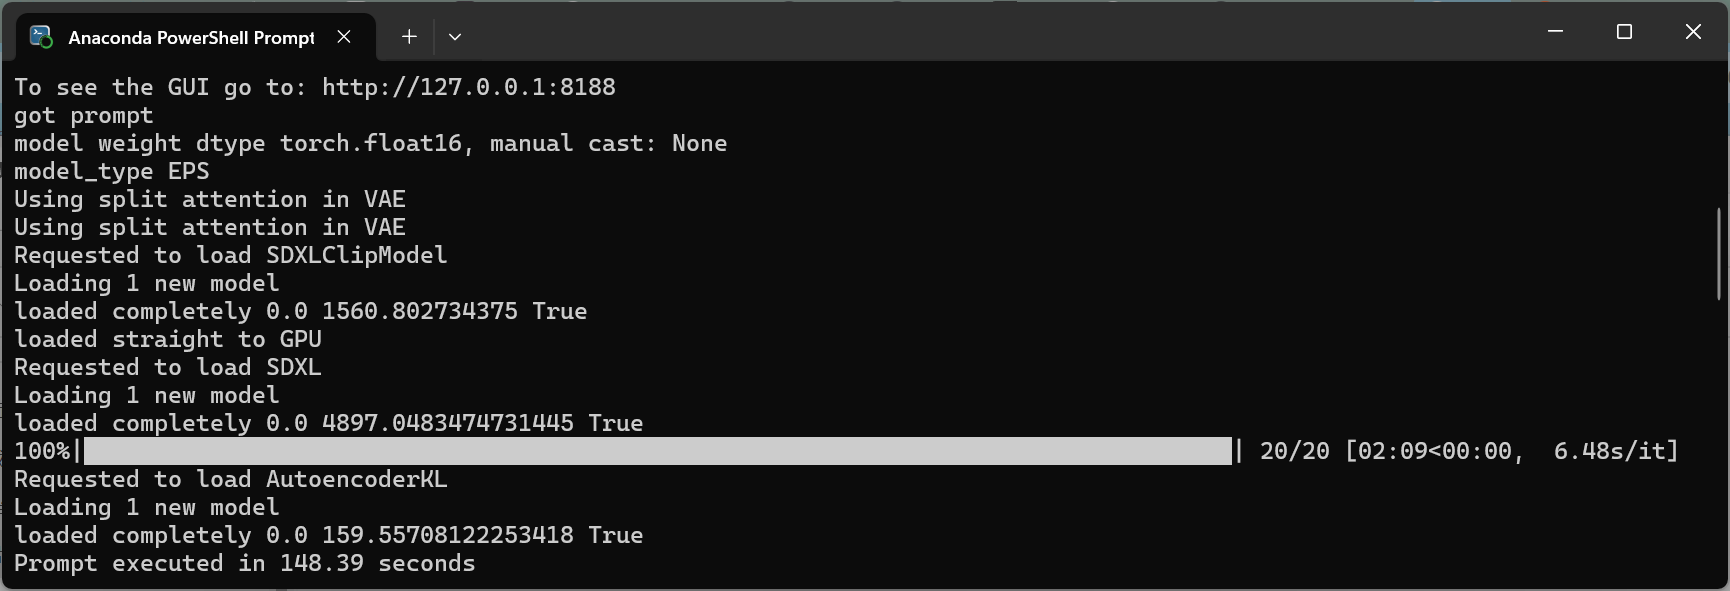 Anaconda PowerShell Prompt
To see the GUI go to: http://127.0.0.1:8188
got prompt
model weight dtype torch.float16, manual cast: None
model_type EPS
Using split attention in VAE
Using split attention in VAE
Requested to load SDXLClipModel
Loading 1 new model
loaded completely 0.0 1560.802734375 True
loaded straight to GPU
Requested to load SDXL
Loading 1 new model
loaded completely 0.0 4897.0483474731445 True
100%| | 20/20 [02:09<00:00,  6.48s/it]
Requested to load AutoencoderKL
Loading 1 new model
loaded completely 0.0 159.55708122253418 True
Prompt executed in 148.39 seconds